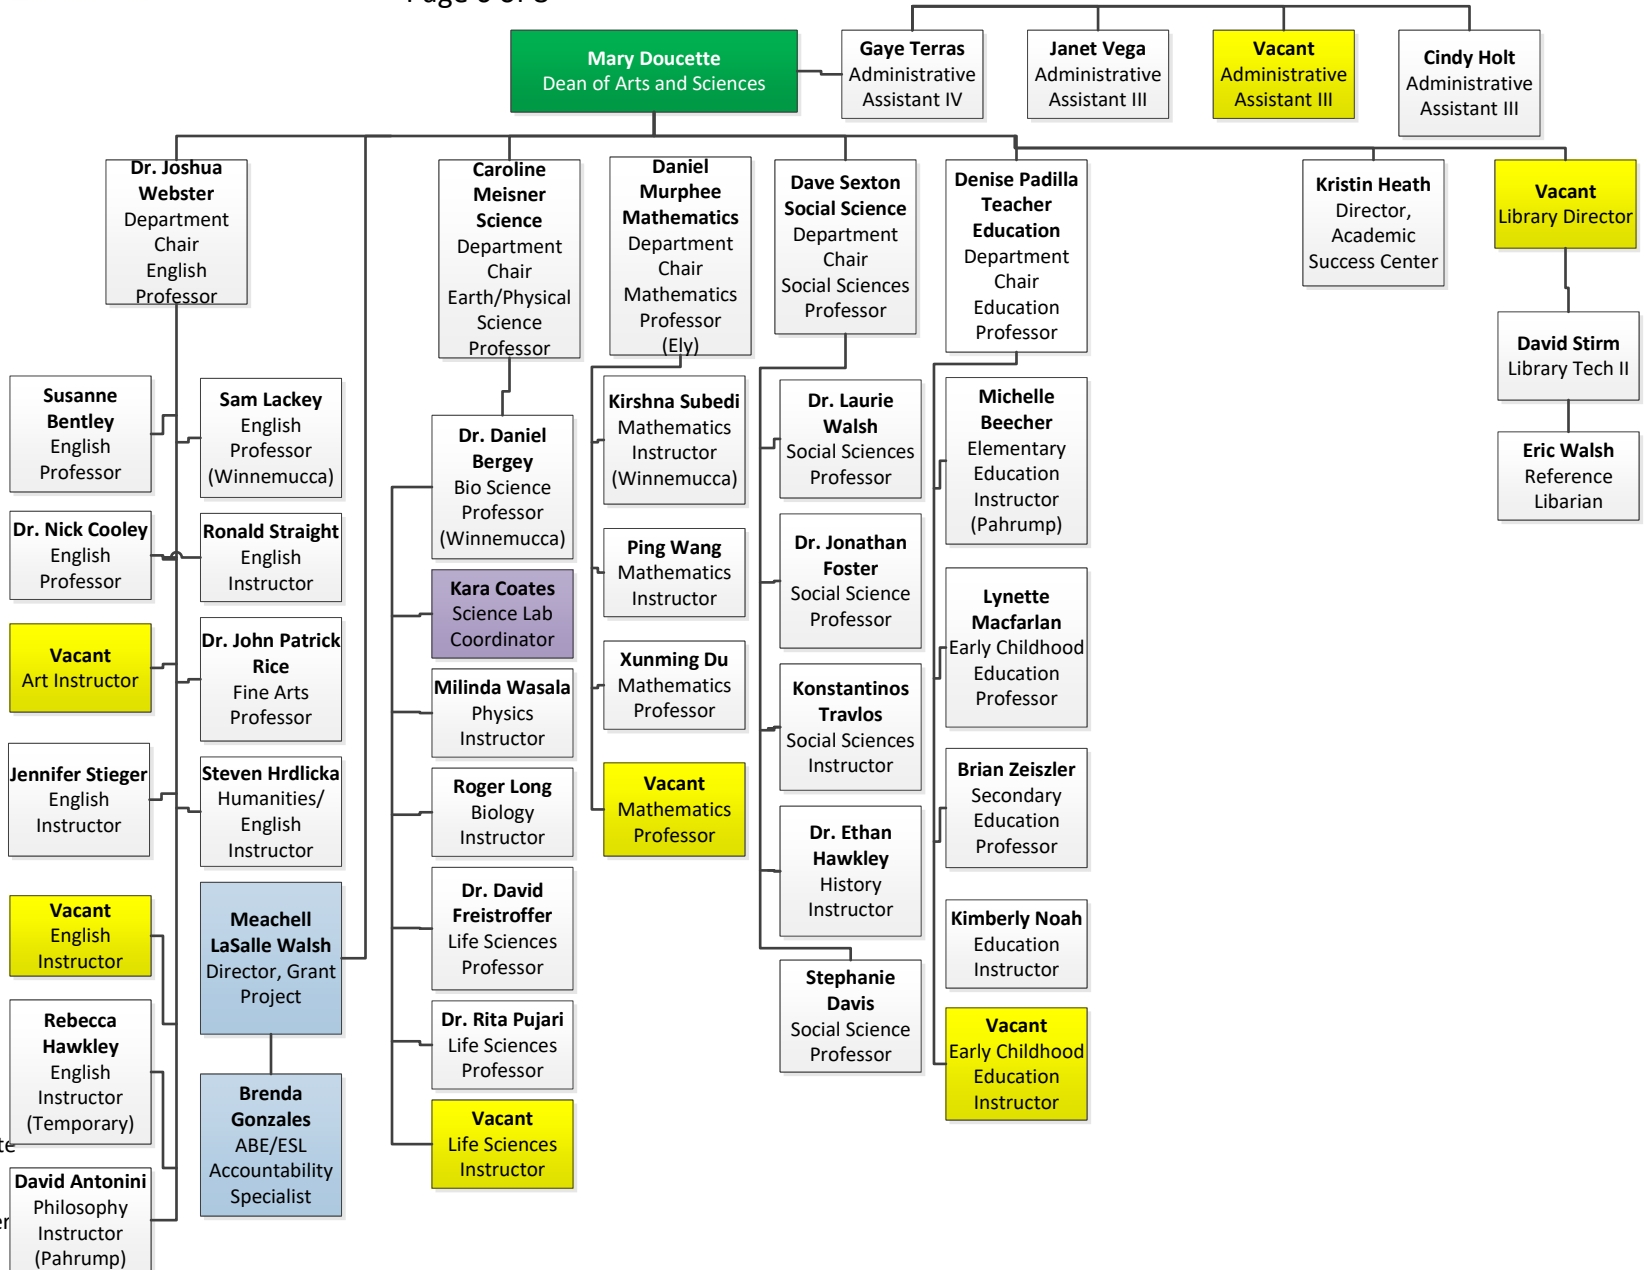 Mary Doucette
Dean of Arts and Sciences
Gaye Terras
Administrative
Assistant IV
Janet Vega
Administrative
Assistant III
Vacant
Administrative
Assistant III
Cindy Holt
Administrative
Assistant III
Dr. Joshua
Webster
Department
Chair
English
Professor
Caroline
Meisner
Science
Department
Chair
Earth/Physical
Science
Professor
Daniel
Murphee
Mathematics
Department
Chair
Mathematics
Professor
(Ely)
Dave Sexton
Social Science
Department
Chair
Social Sciences
Professor
Denise Padilla
Teacher
Education
Department
Chair
Education
Professor
Kristin Heath
Director,
Academic
Success Center
Vacant
Library Director
David Stirm
Library Tech II
Eric Walsh
Reference
Libarian
Susanne
Bentley
English
Professor
Sam Lackey
English
Professor
(Winnemucca)
Dr. Nick Cooley
English
Professor
Ronald Straight
English
Instructor
Vacant
Art Instructor
Dr. John Patrick
Rice
Fine Arts
Professor
Jennifer Stieger
English
Instructor
Steven Hrdlicka
Humanities/
English
Instructor
Vacant
English
Instructor
Meachell
LaSalle Walsh
Director, Grant
Project
Rebecca
Hawkley
English
Instructor
(Temporary)
Brenda
Gonzales
ABE/ESL
Accountability
Specialist
David Antonini
Philosophy
Instructor
(Pahrump)
Dr. Daniel
Bergey
Bio Science
Professor
(Winnemucca)
Kara Coates
Science Lab
Coordinator
Milinda Wasala
Physics
Instructor
Roger Long
Biology
Instructor
Dr. David
Freistroffer
Life Sciences
Professor
Dr. Rita Pujari
Life Sciences
Professor
Vacant
Life Sciences
Instructor
Kirshna Subedi
Mathematics
Instructor
(Winnemucca)
Ping Wang
Mathematics
Instructor
Xunming Du
Mathematics
Professor
Vacant
Mathematics
Professor
Dr. Laurie
Walsh
Social Sciences
Professor
Dr. Jonathan
Foster
Social Science
Professor
Konstantinos
Travlos
Social Sciences
Instructor
Dr. Ethan
Hawkley
History
Instructor
Stephanie
Davis
Social Science
Professor
Michelle
Beecher
Elementary
Education
Instructor
(Pahrump)
Lynette
Macfarlan
Early Childhood
Education
Professor
Brian Zeiszler
Secondary
Education
Professor
Kimberly Noah
Education
Instructor
Vacant
Early Childhood
Education
Instructor